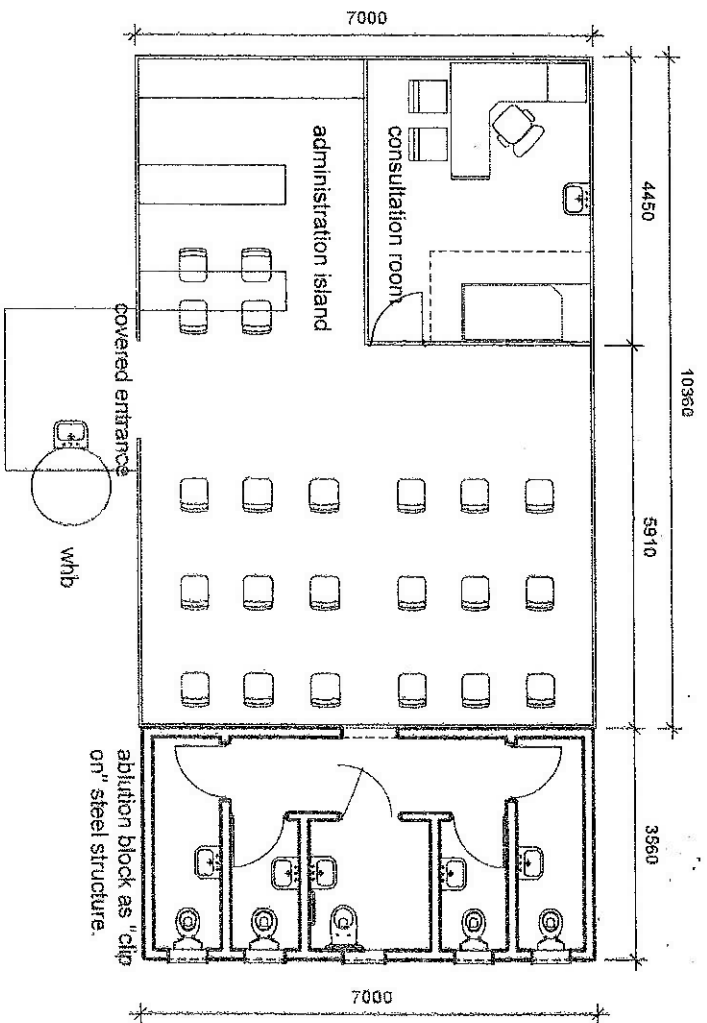 7000
10360
4450
5910
3560
consultation room
administration island
covered entrance
whb
ablution block as "clip
on" steel structure.
7000